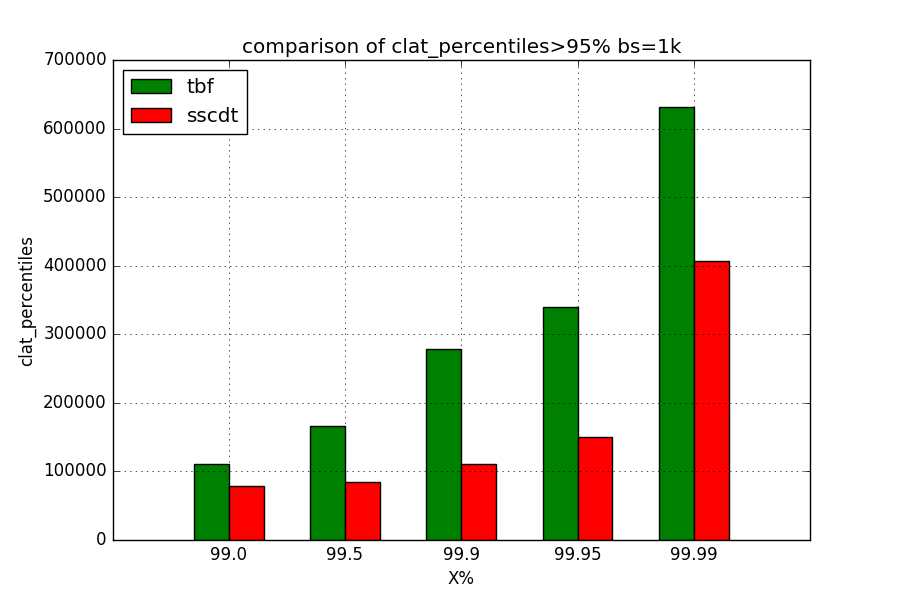 comparison of clat_percentiles>95% bs=1k
700000
600000
500000
400000
300000
200000
100000
0
clat_percentiles
tbf
sscdt
99.0
99.5
99.9
99.95
99.99
X%